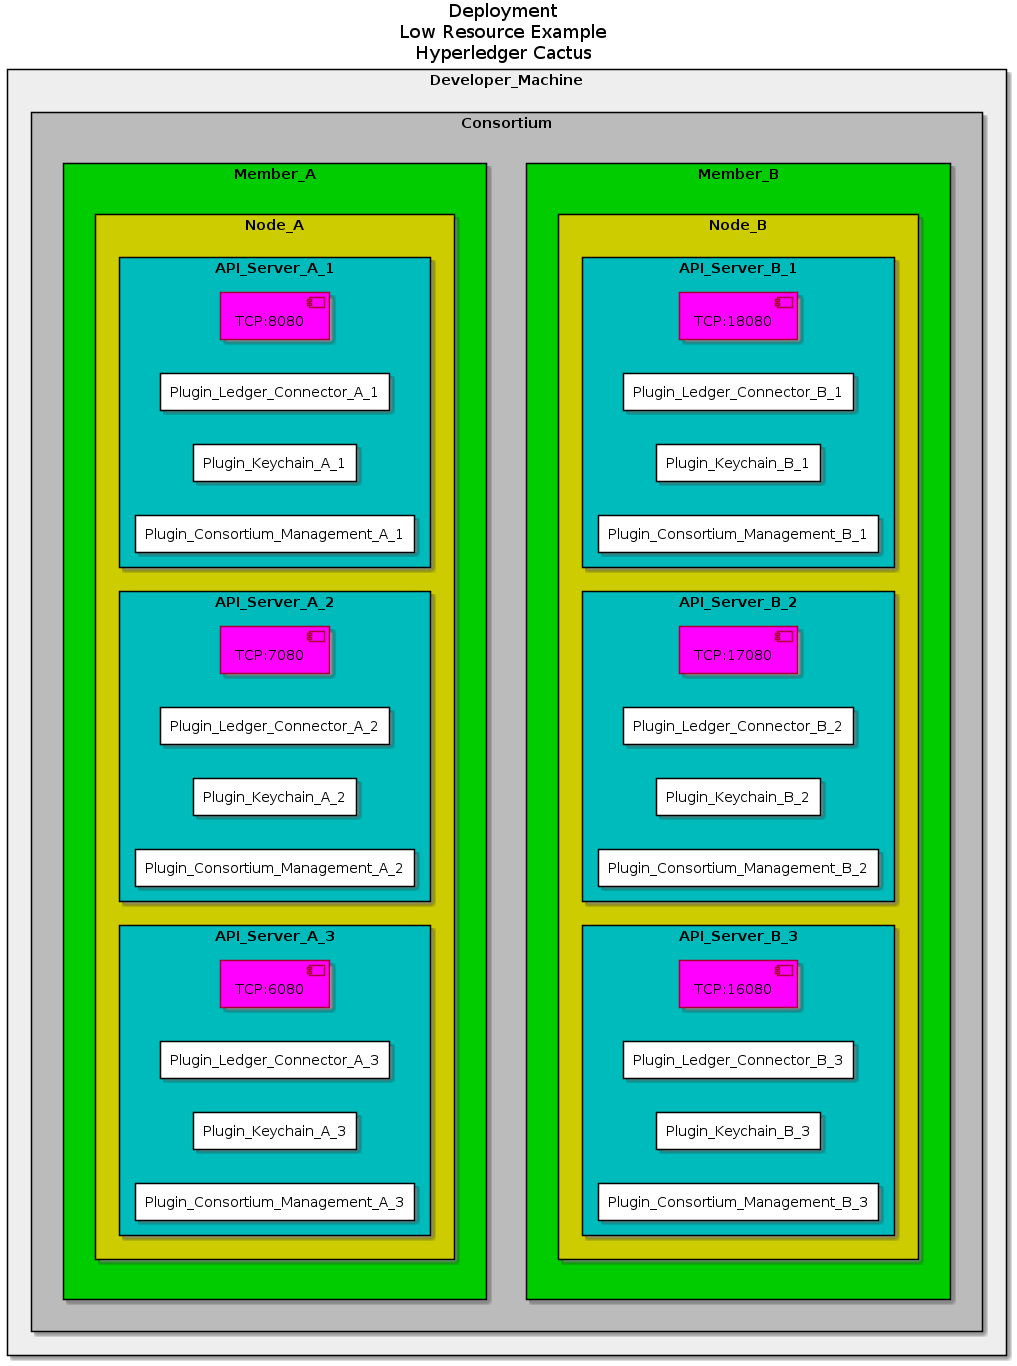 Deployment
Low Resource Example
Hyperledger Cactus
Developer_Machine
Consortium
Member_A
Node_A
API_Server_A_1
TCP:8080
Plugin_Ledger_Connector_A_1
Plugin_Keychain_A_1
Plugin_Consortium_Management_A_1
API_Server_A_2
TCP:7080
Plugin_Ledger_Connector_A_2
Plugin_Keychain_A_2
Plugin_Consortium_Management_A_2
API_Server_A_3
TCP:6080
Plugin_Ledger_Connector_A_3
Plugin_Keychain_A_3
Plugin_Consortium_Management_A_3
Member_B
Node_B
API_Server_B_1
TCP:18080
Plugin_Ledger_Connector_B_1
Plugin_Keychain_B_1
Plugin_Consortium_Management_B_1
API_Server_B_2
TCP:17080
Plugin_Ledger_Connector_B_2
Plugin_Keychain_B_2
Plugin_Consortium_Management_B_2
API_Server_B_3
TCP:16080
Plugin_Ledger_Connector_B_3
Plugin_Keychain_B_3
Plugin_Consortium_Management_B_3